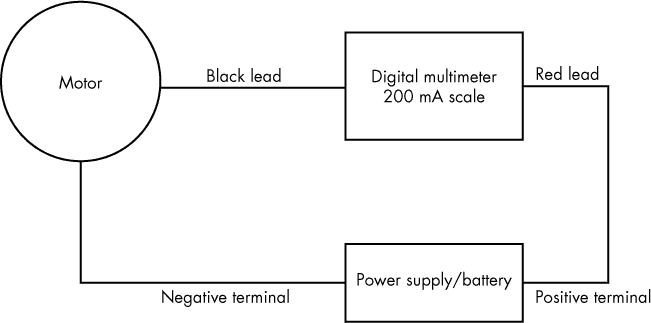 Motor
Black lead
Digital multimeter
200 mA scale
Red lead
Negative terminal
Power supply/battery
Positive terminal